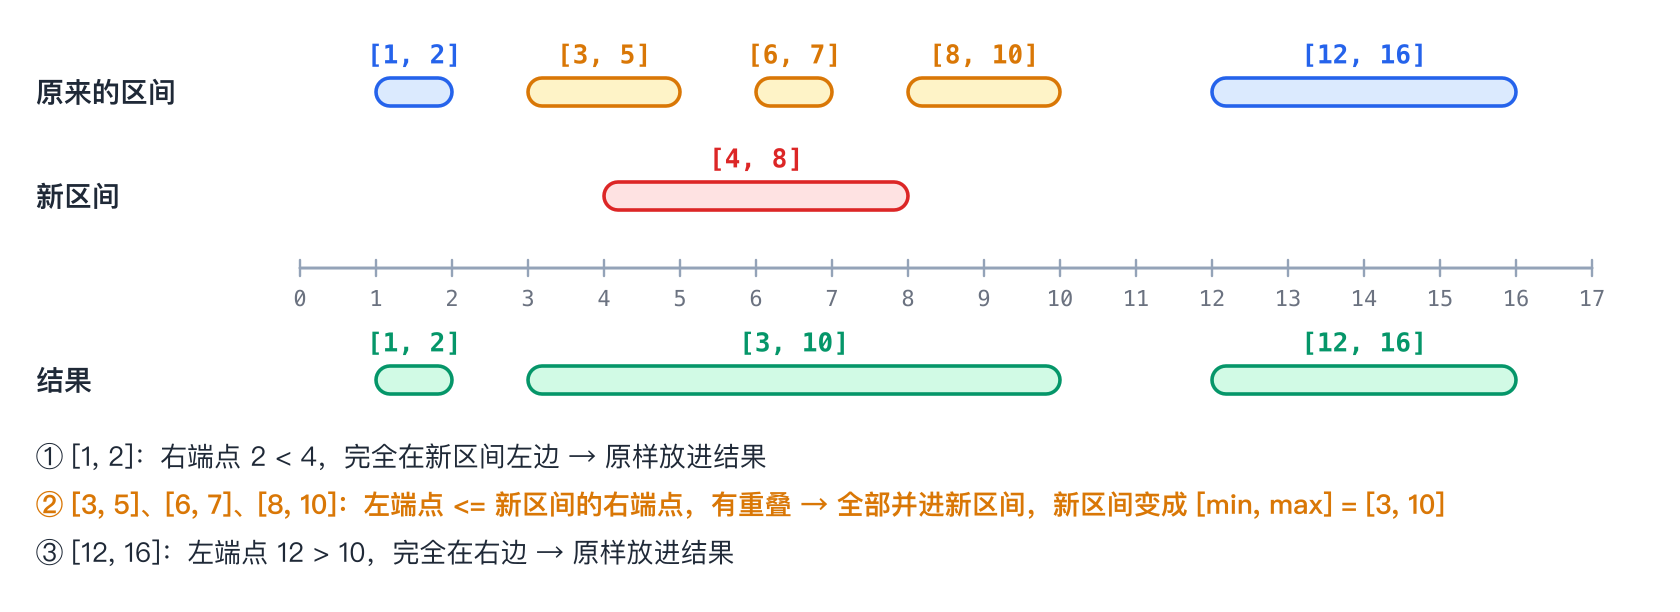 [1, 2] [3, 5] [6, 7] [8, 10] [12, 16]
原来的区间
[4, 8]
新区间
0 1 2 3 4 5 6 7 8 9 10 11 12 13 14 15 16 17
[1, 2] [3, 10] [12, 16]
结果
① [1, 2]：右端点 2 < 4，完全在新区间左边 → 原样放进结果
② [3, 5]、[6, 7]、[8, 10]：左端点 <= 新区间的右端点，有重叠 → 全部并进新区间，新区间变成 [min, max] = [3, 10]
③ [12, 16]：左端点 12 > 10，完全在右边 → 原样放进结果